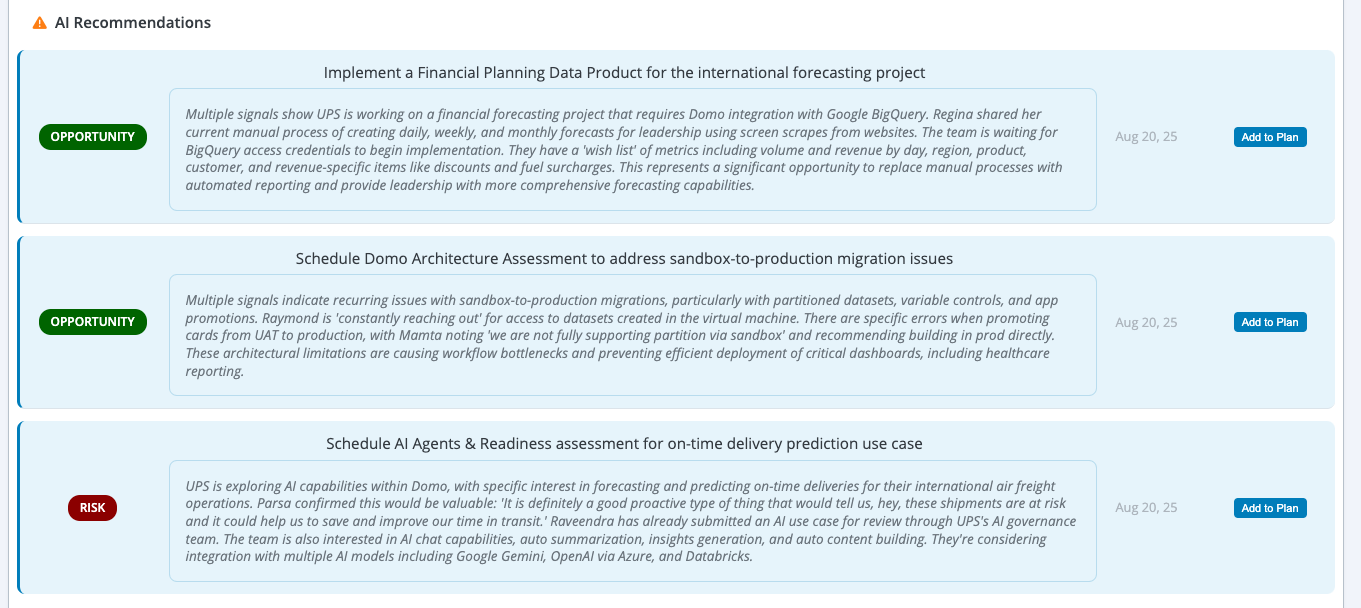 AI Recommendations
Implement a Financial Planning Data Product for the international forecasting project
OPPORTUNITY
Multiple signals show UPS is working on a financial forecasting project that requires Domo integration with Google BigQuery. Regina shared her
current manual process of creating daily, weekly, and monthly forecasts for leadership using screen scrapes from websites. The team is waiting for
BigQuery access credentials to begin implementation. They have a 'wish list' of metrics including volume and revenue by day, region, product,
customer, and revenue-specific items like discounts and fuel surcharges. This represents a significant opportunity to replace manual processes with
automated reporting and provide leadership with more comprehensive forecasting capabilities.
Aug 20, 25
Add to Plan
Schedule Domo Architecture Assessment to address sandbox-to-production migration issues
OPPORTUNITY
Multiple signals indicate recurring issues with sandbox-to-production migrations, particularly with partitioned datasets, variable controls, and app
promotions. Raymond is 'constantly reaching out' for access to datasets created in the virtual machine. There are specific errors when promoting
cards from UAT to production, with Mamta noting 'we are not fully supporting partition via sandbox' and recommending building in prod directly.
These architectural limitations are causing workflow bottlenecks and preventing efficient deployment of critical dashboards, including healthcare
reporting.
Aug 20, 25
Add to Plan
Schedule AI Agents & Readiness assessment for on-time delivery prediction use case
RISK
UPS is exploring AI capabilities within Domo, with specific interest in forecasting and predicting on-time deliveries for their international air freight
operations. Parsa confirmed this would be valuable: 'It is definitely a good proactive type of thing that would tell us, hey, these shipments are at risk
and it could help us to save and improve our time in transit.' Raveendra has already submitted an AI use case for review through UPS's AI governance
team. The team is also interested in AI chat capabilities, auto summarization, insights generation, and auto content building. They're considering
integration with multiple AI models including Google Gemini, OpenAI via Azure, and Databricks.
Aug 20, 25
Add to Plan